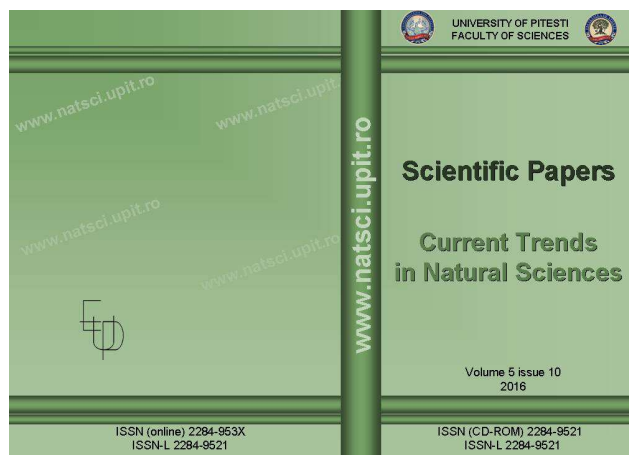 www.natsci.upit.ro
www.natsci.upit.ro
www.natsci.upit.ro
www.natsci.upit.ro
EUP
ISSN (online) 2284-953X
ISSN-L 2284-9521
www.natsci.upit.ro
UNIVERSITY OF PITESTI
FACULTY OF SCIENCES
Scientific Papers
Current Trends
in Natural Sciences
Volume 5 issue 10
2016
ISSN (CD-ROM) 2284-9521
ISSN-L 2284-9521